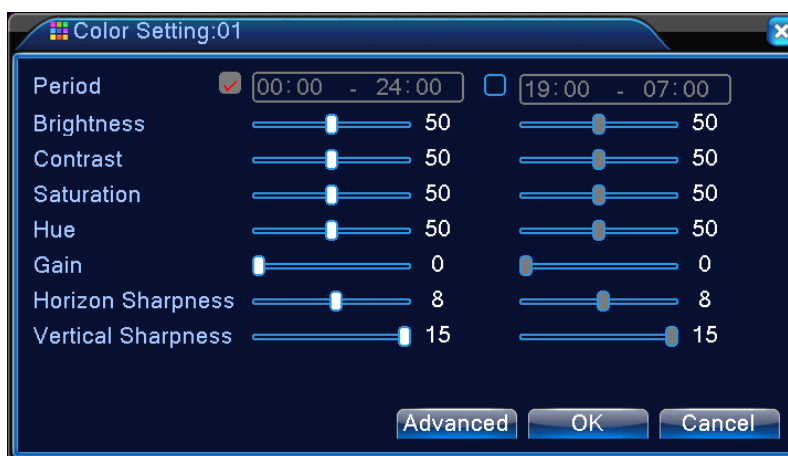 Color Setting:01
Period 00:00 - 24:00 19:00 - 07:00
Brightness 50 50
Contrast 50 50
Saturation 50 50
Hue 50 50
Gain 0 0
Horizon Sharpness 8 8
Vertical Sharpness 15 15
Advanced OK Cancel